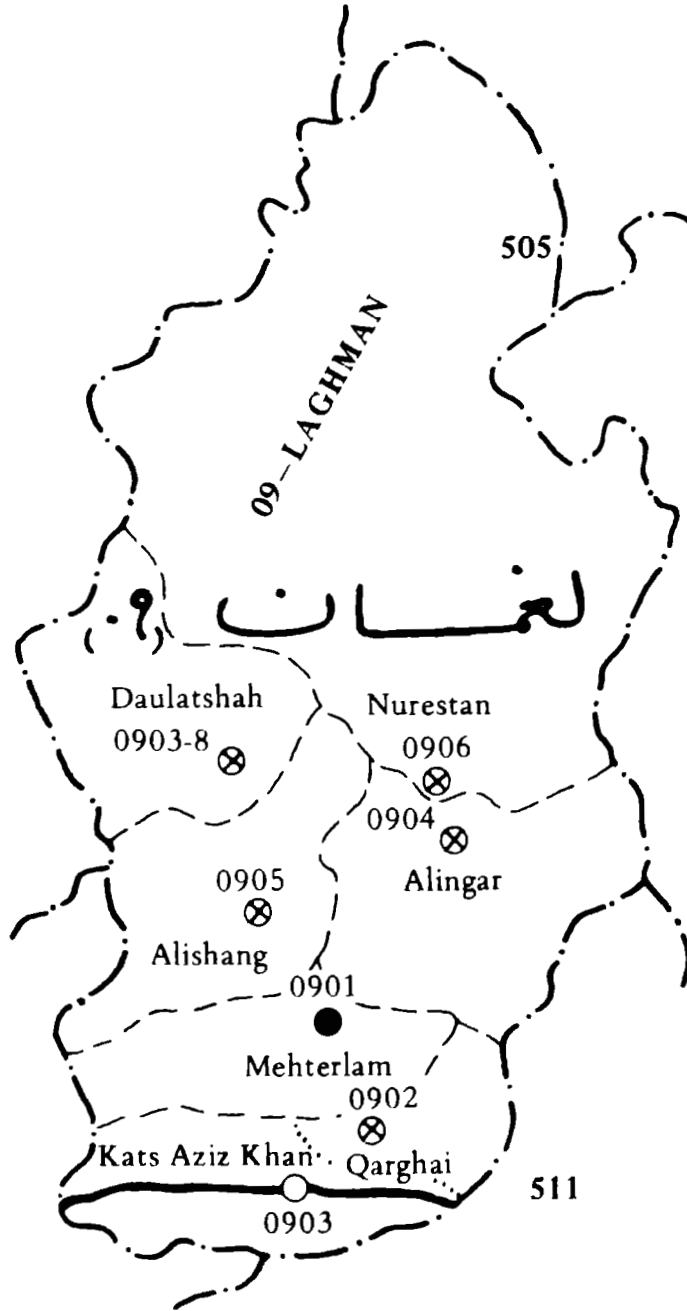 505
09–LAGHMAN
لغمان (۰۹)
Daulatshah
0903-8
Nurestan
0906
0904
Alingar
0905
Alishang
0901
Mehterlam
0902
Qarghai
Kats Aziz Khan
0903
511